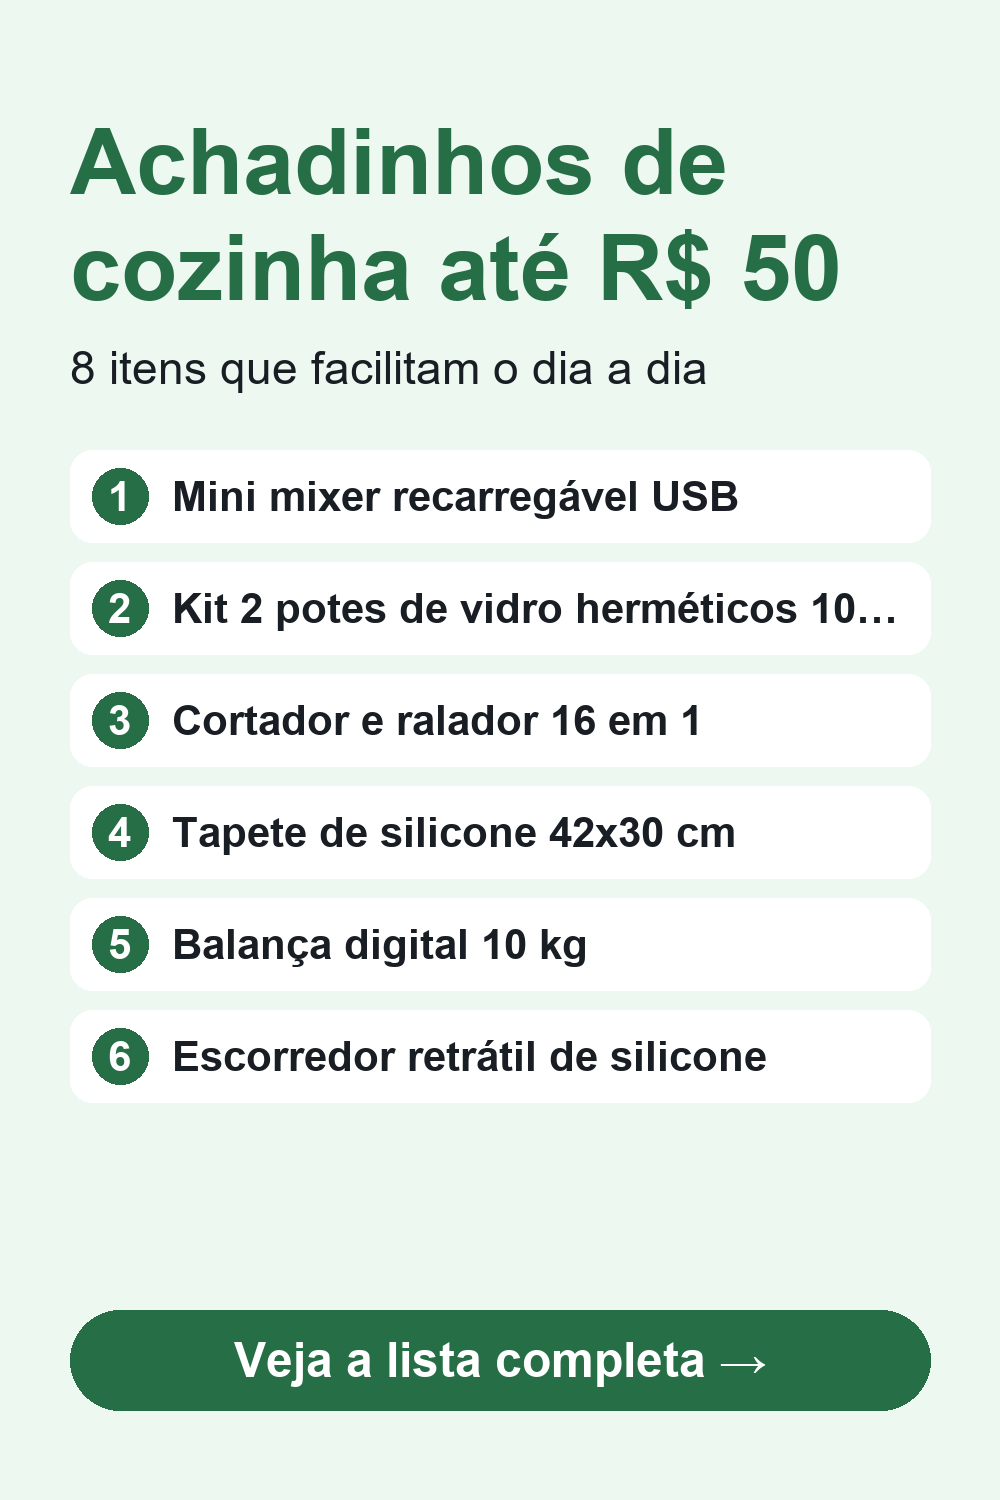 Achadinhos de
cozinha até R$ 50
8 itens que facilitam o dia a dia
1 Mini mixer recarregável USB
2 Kit 2 potes de vidro herméticos 10…
3 Cortador e ralador 16 em 1
4 Tapete de silicone 42x30 cm
5 Balança digital 10 kg
6 Escorredor retrátil de silicone
Veja a lista completa →